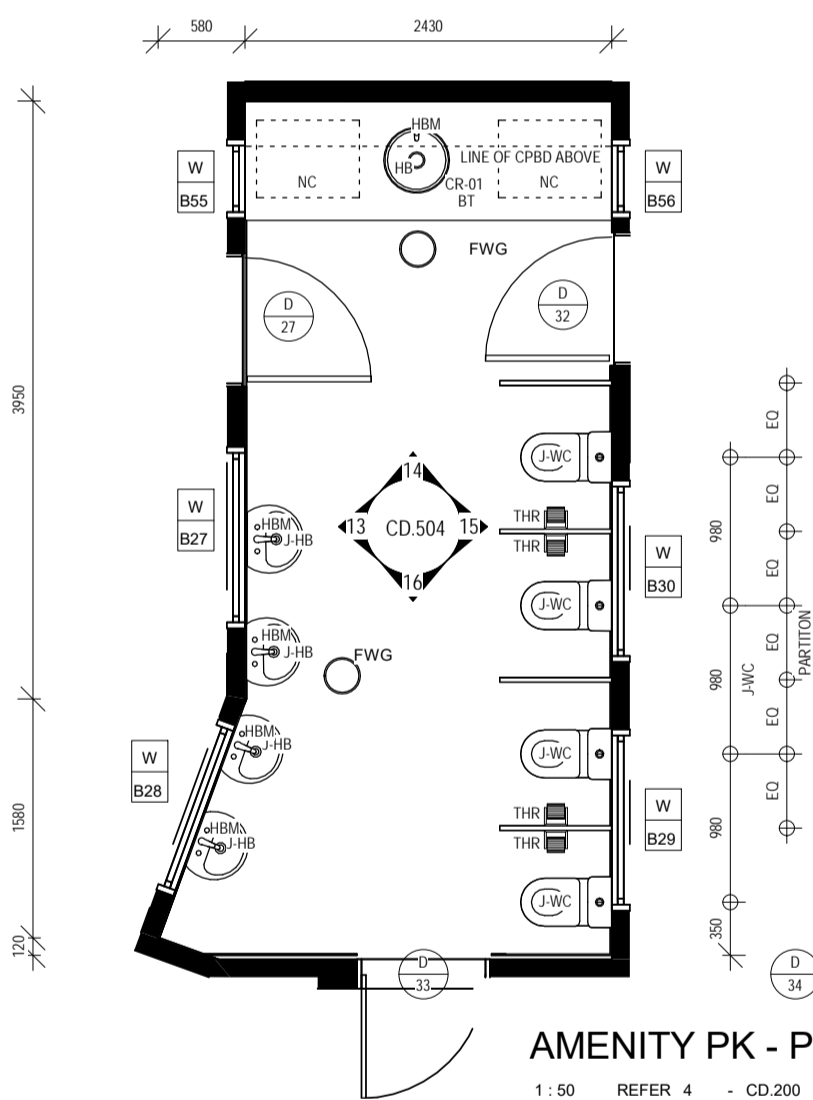 580 2430
HBM
W
B55
HB
LINE OF CPBD ABOVE
W
B56
NC
CR-01
BT
NC
FWG
D
27
D
32
3950
EQ
J-WC
14
EQ
W
B27
THR
HBM
J-HB
13
CD.504
15
THR
980
EQ
W
B30
16
J-WC
HBM
J-HB
EQ
PARTITON
FWG
980
J-WC
EQ
HBM
J-HB
J-WC
W
B28
EQ
1580
THR
W
B29
HBM
J-HB
THR
980
J-WC
350
120
D
33
D
34
AMENITY PK - P
1 : 50 REFER 4 - CD.200